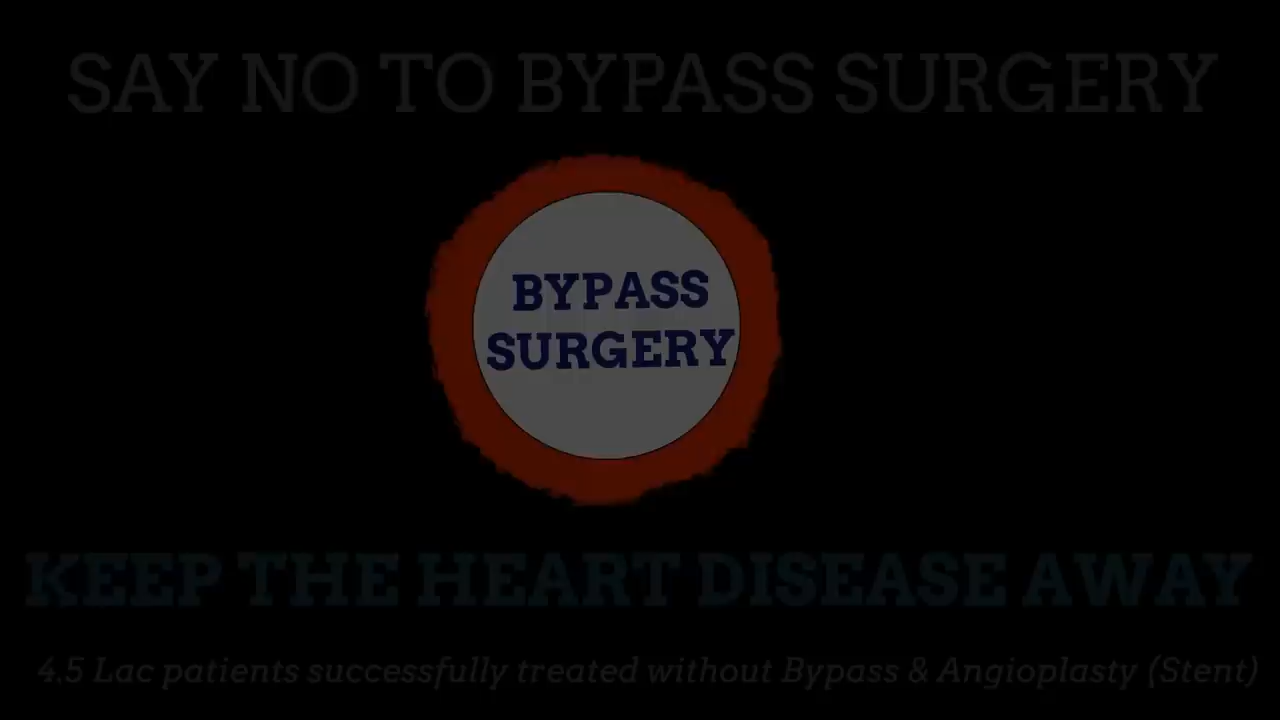 SAY NO TO BYPASS SURGERY
BYPASS
SURGERY
KEEP THE HEART DISEASE AWAY
4.5 Lac patients successfully treated without Bypass & Angioplasty (Stent)